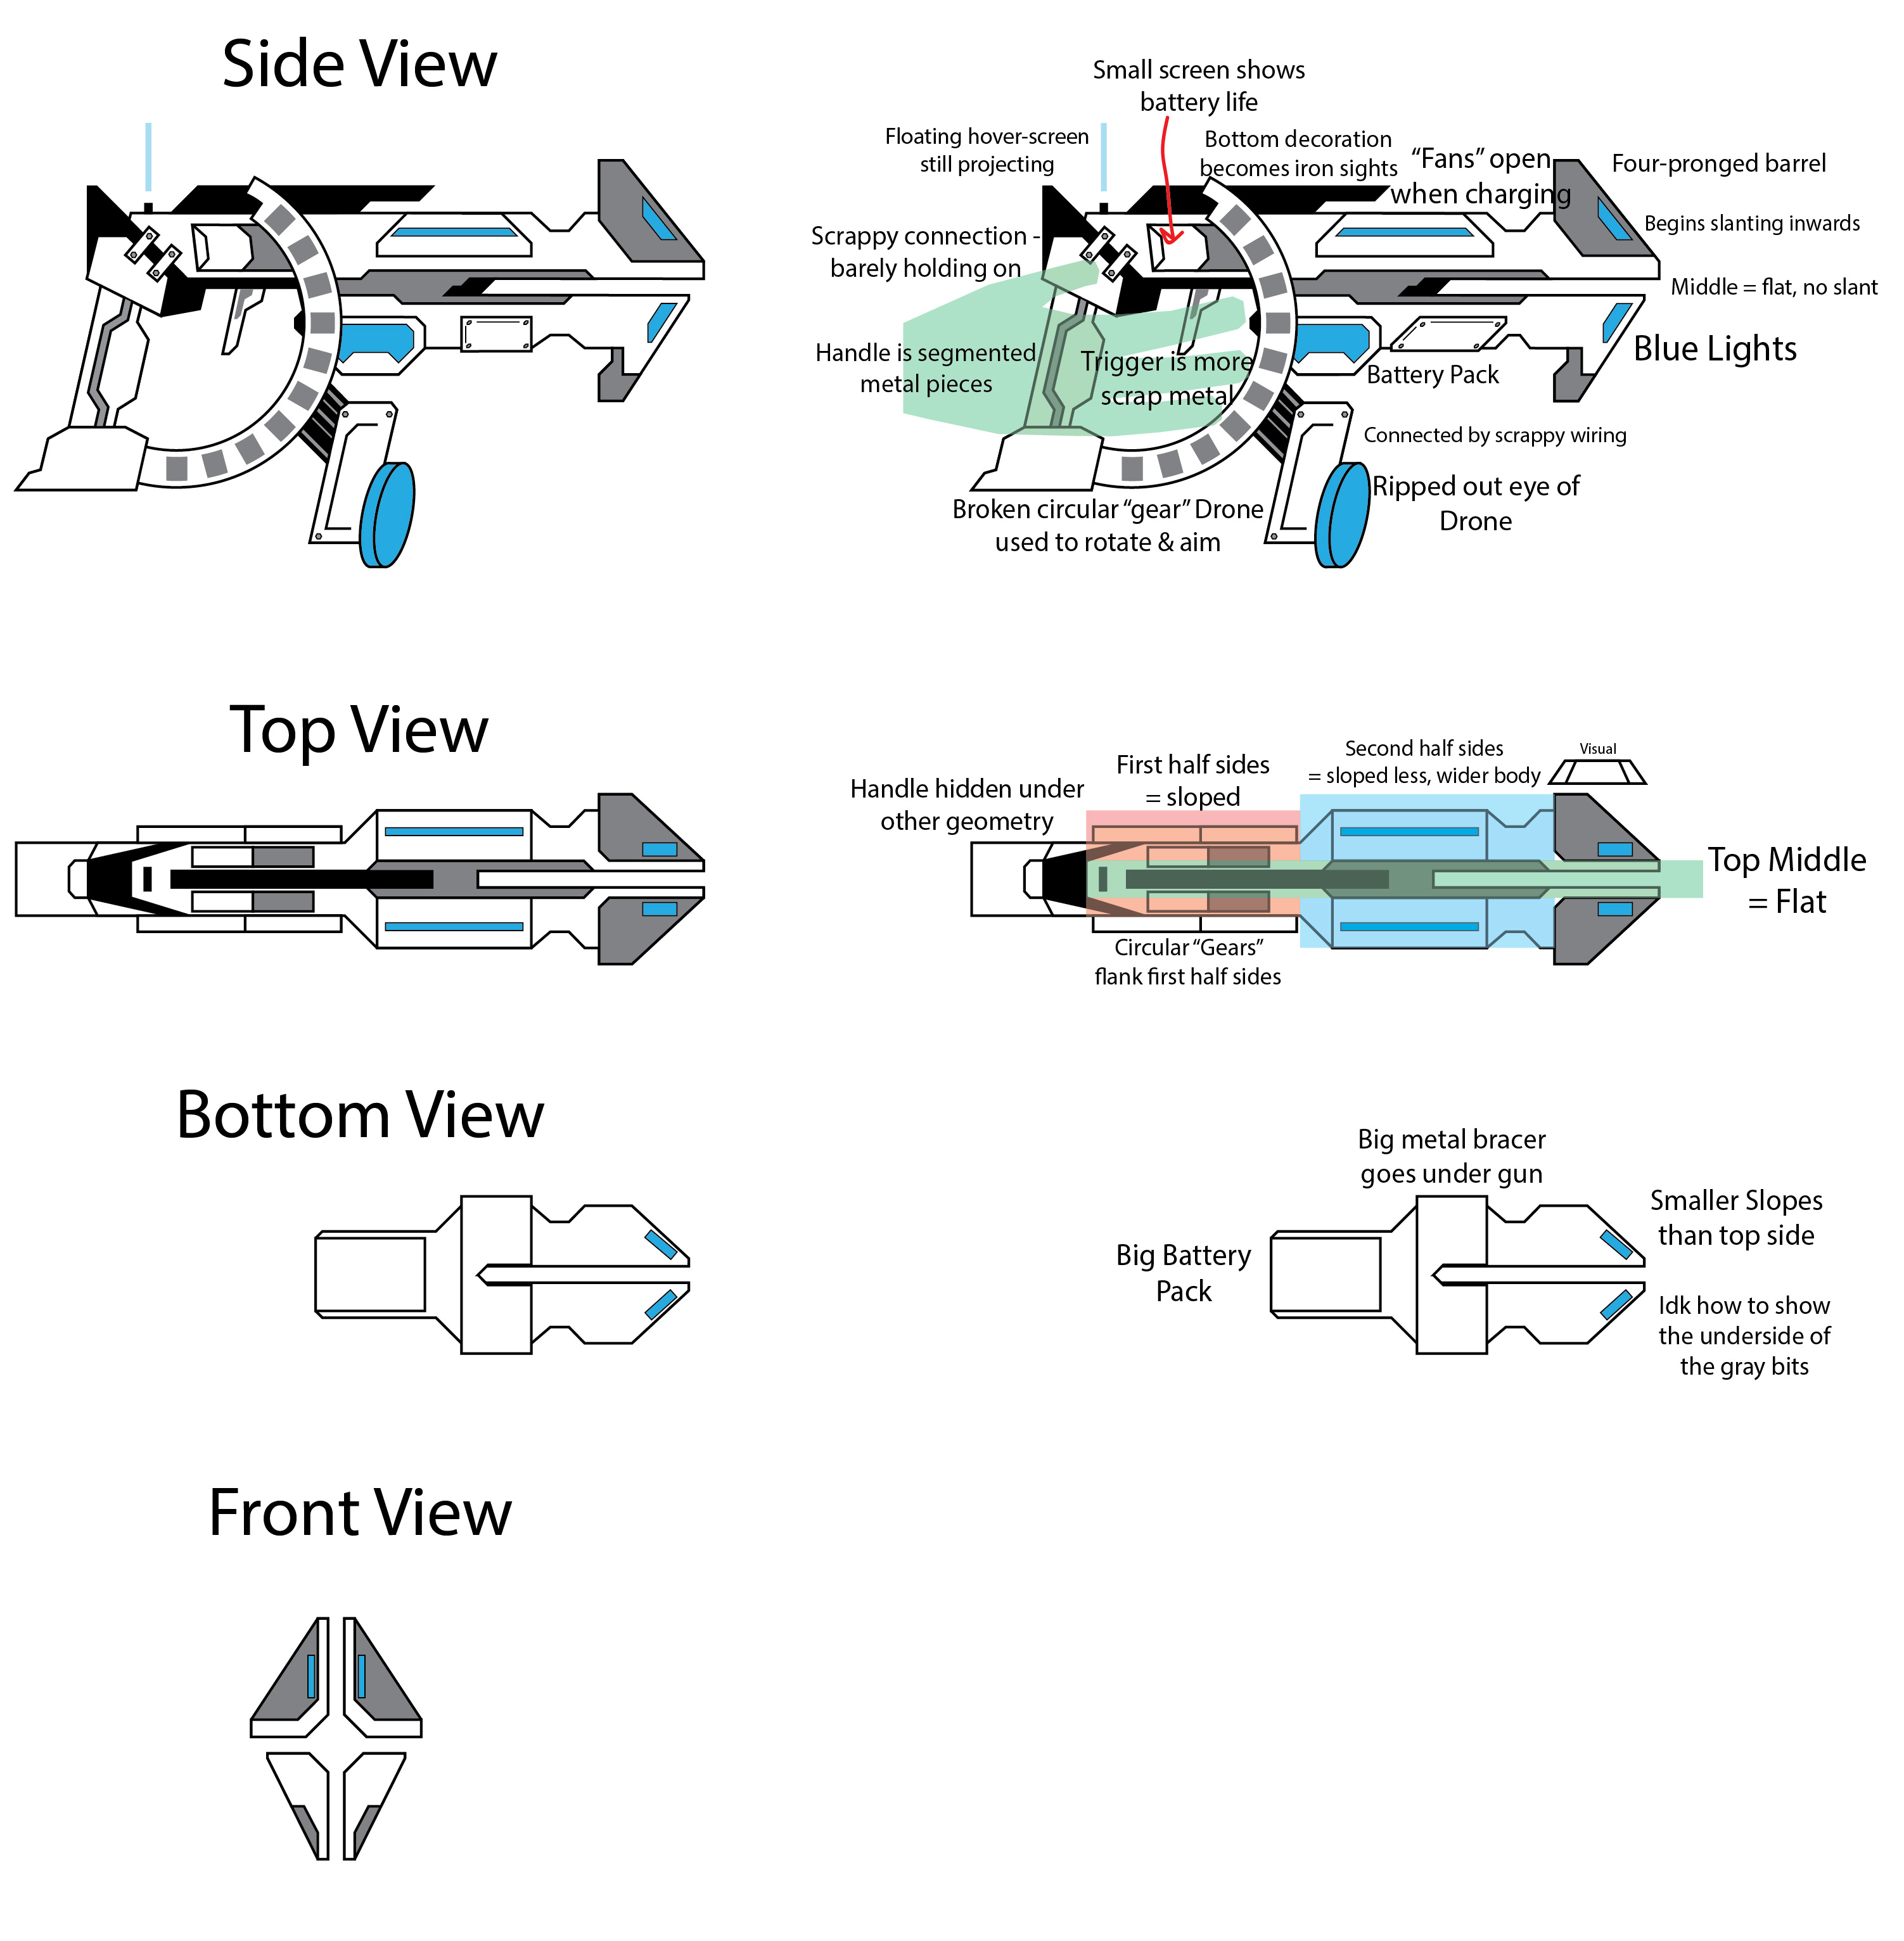 Side View
Small screen shows
battery life
Floating hover-screen
still projecting
Bottom decoration
becomes iron sights
“Fans” open
when charging
Four-pronged barrel
Begins slanting inwards
Scrappy connection -
barely holding on
Middle = flat, no slant
Handle is segmented
metal pieces
Trigger is more
scrap metal
Blue Lights
Battery Pack
Connected by scrappy wiring
Ripped out eye of
Drone
Broken circular “gear” Drone
used to rotate & aim
Top View
Handle hidden under
other geometry
First half sides
= sloped
Second half sides
= sloped less, wider body
Visual
Top Middle
= Flat
Circular “Gears”
flank first half sides
Bottom View
Big metal bracer
goes under gun
Big Battery
Pack
Smaller Slopes
than top side
Idk how to show
the underside of
the gray bits
Front View